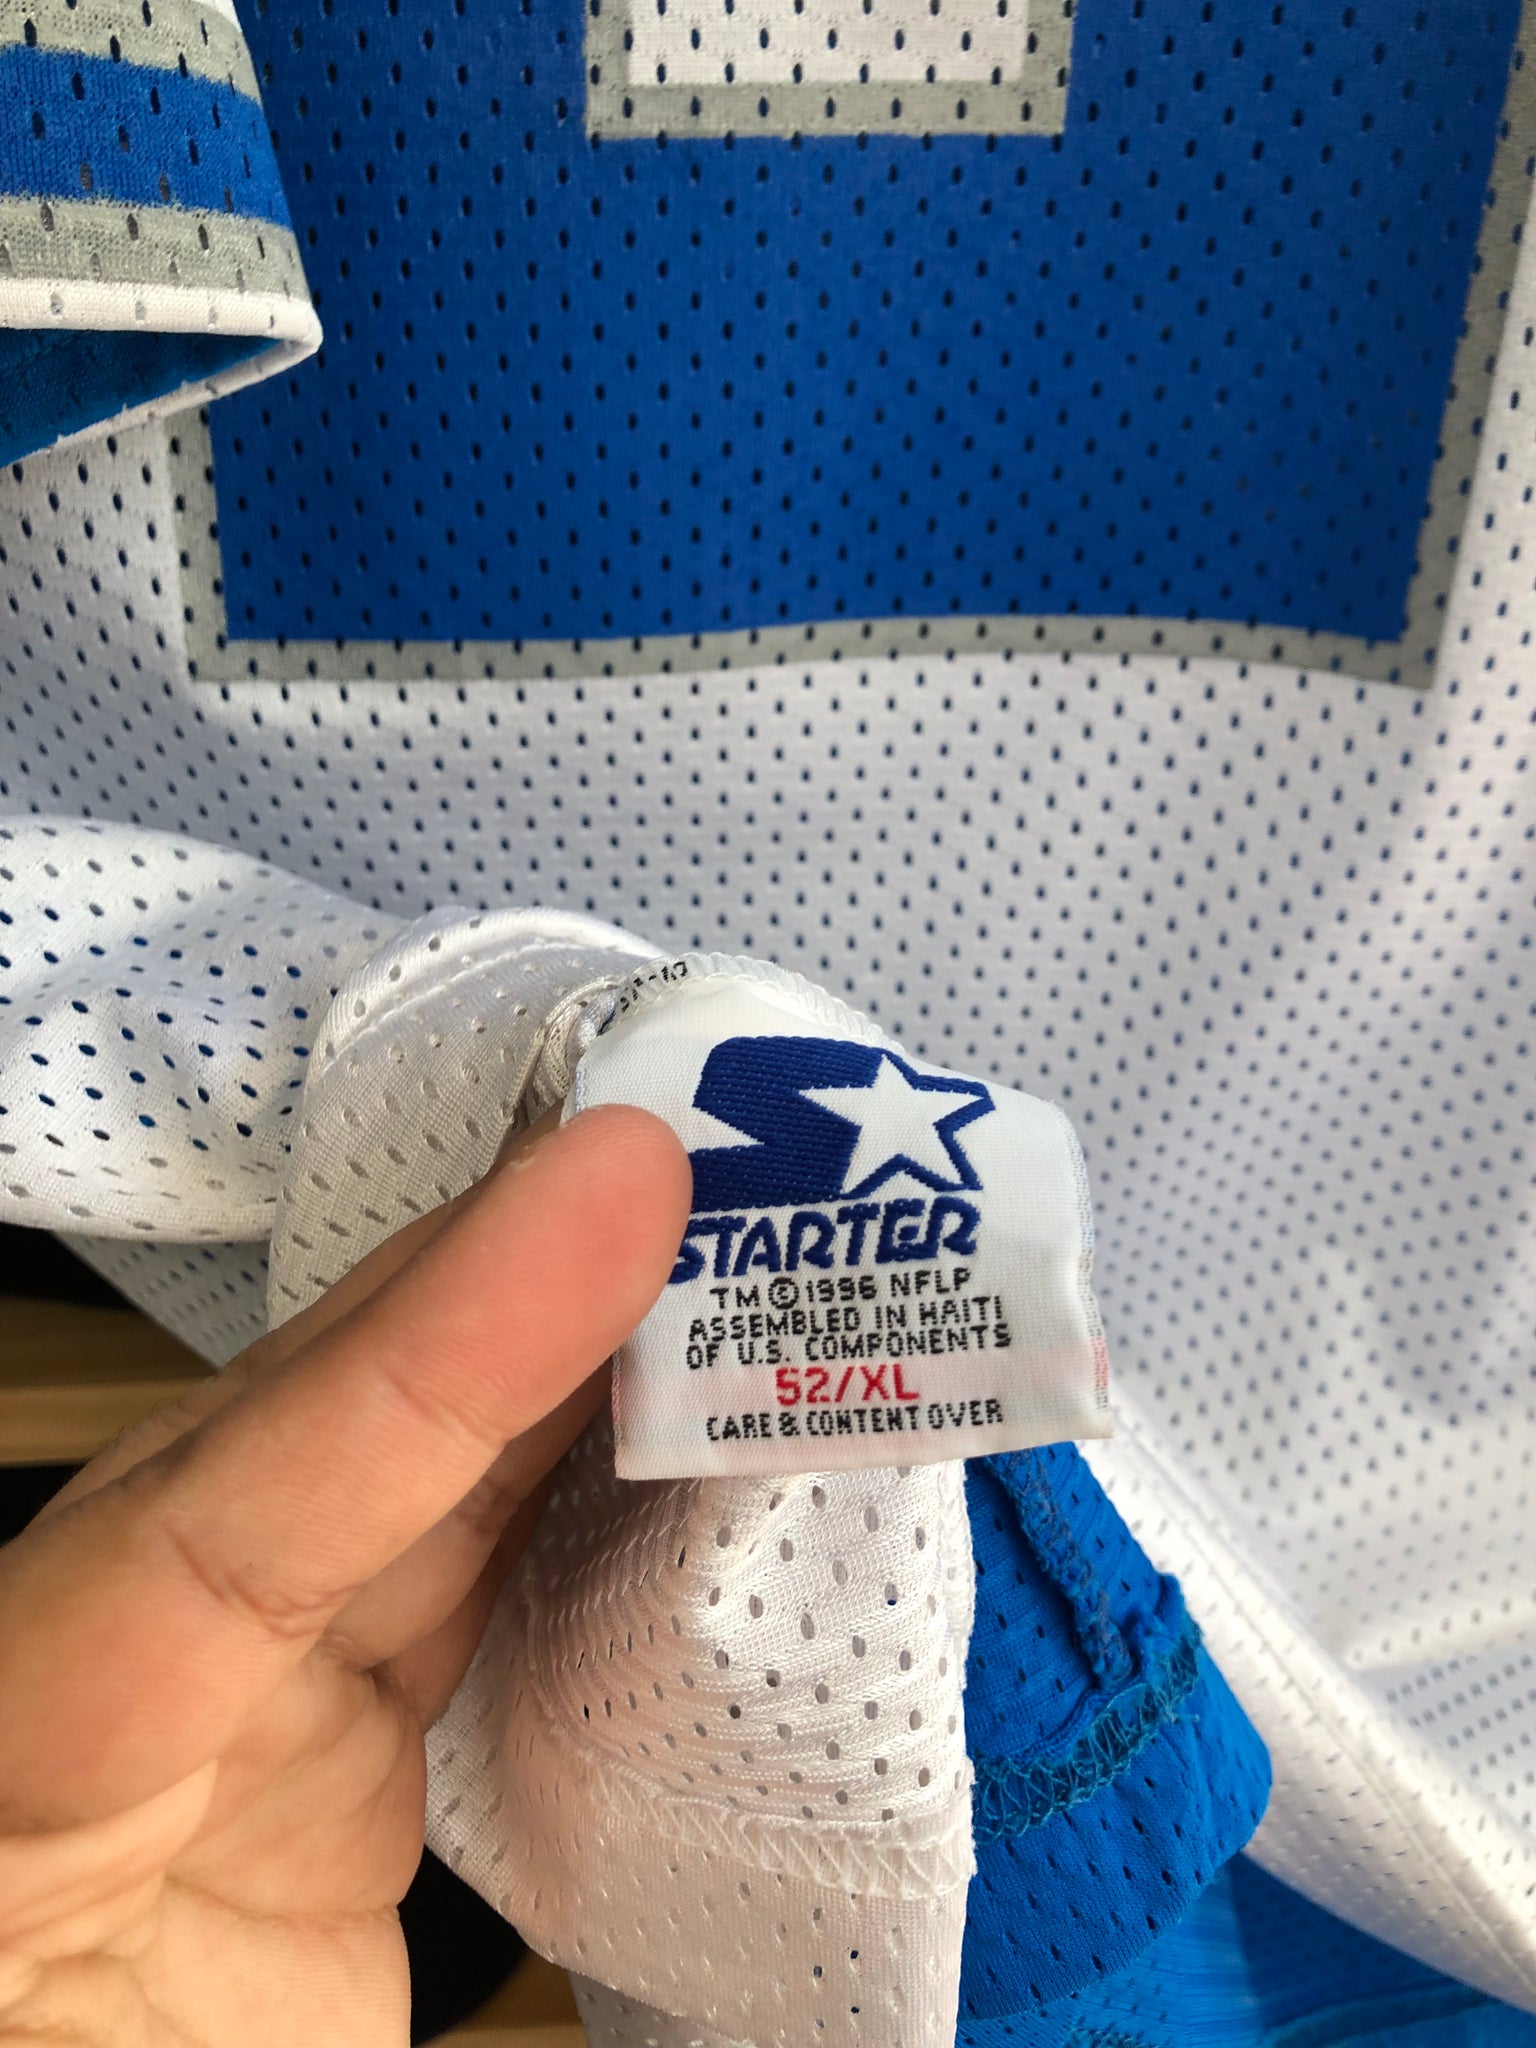 STARTER
TM © 1996 NFLP
ASSEMBLED IN HAITI
OF U.S. COMPONENTS
52/XL
CARE & CONTENT OVER